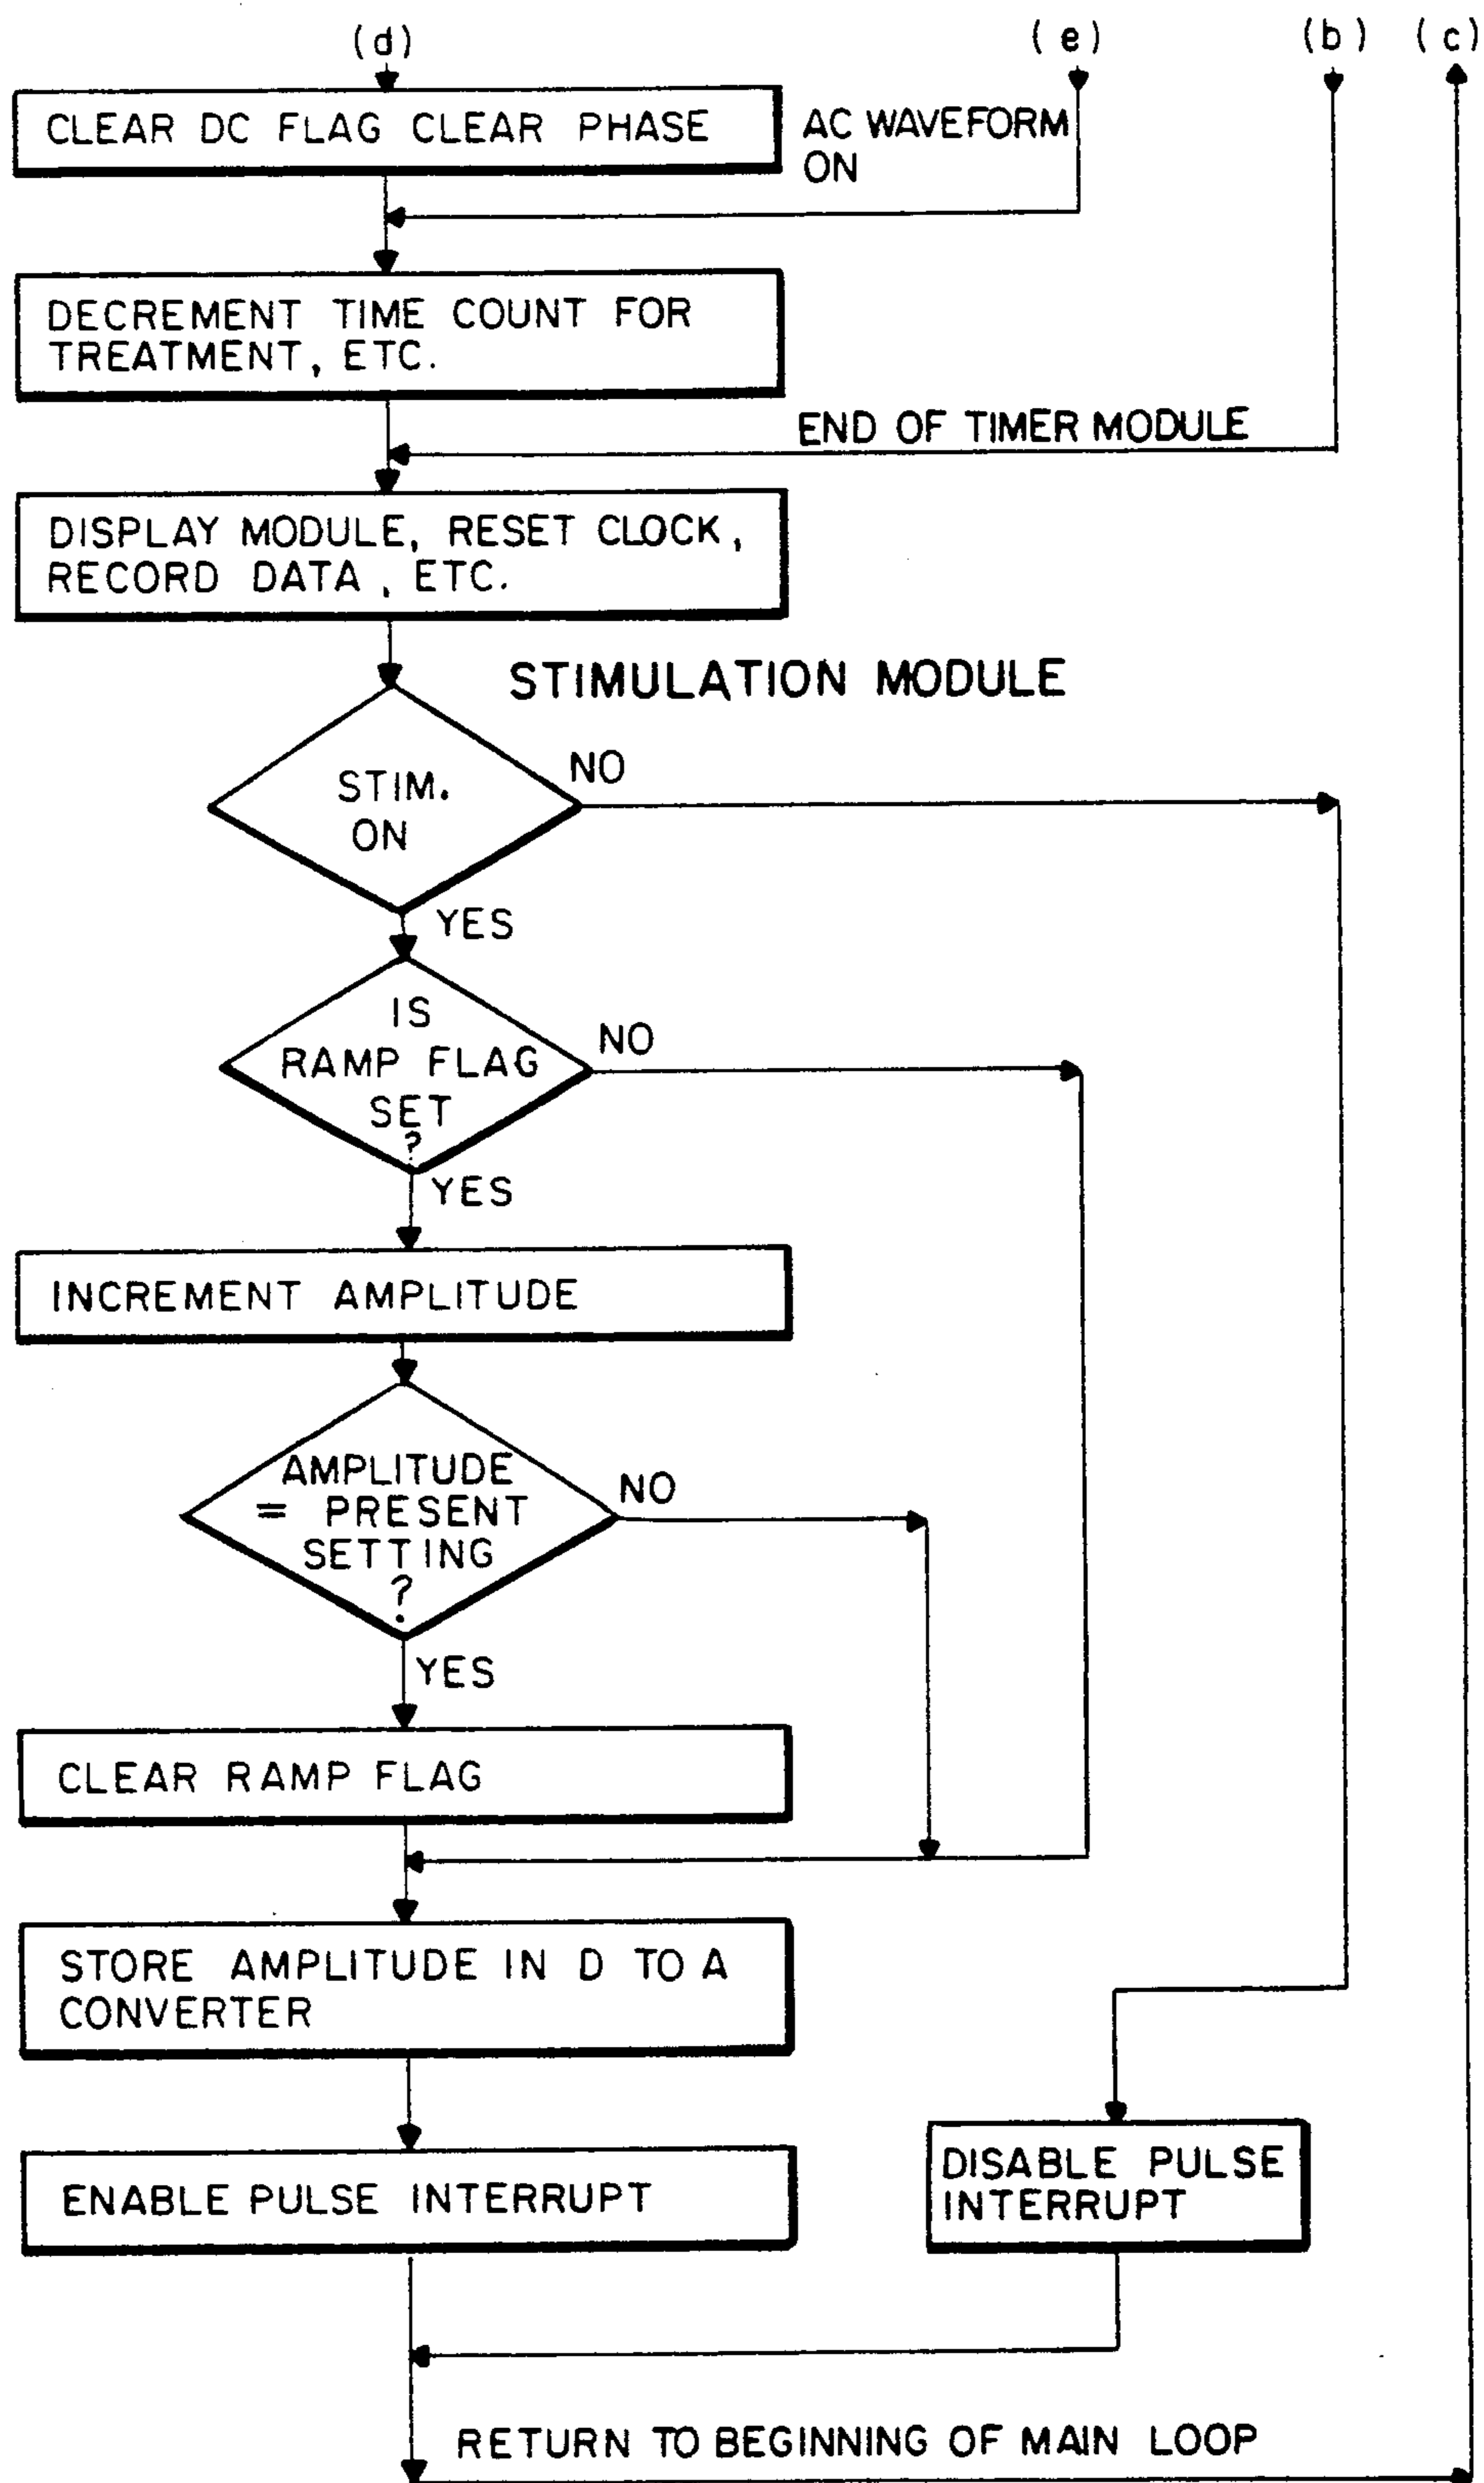 (d)
(e)
(b)
(c)
CLEAR DC FLAG CLEAR PHASE
AC WAVEFORM
ON
DECREMENT TIME COUNT FOR
TREATMENT, ETC.
END OF TIMER MODULE
DISPLAY MODULE, RESET CLOCK,
RECORD DATA, ETC.
STIMULATION MODULE
STIM.
ON
NO
YES
IS
RAMP FLAG
SET
?
NO
YES
INCREMENT AMPLITUDE
AMPLITUDE
= PRESENT
SETTING
?
NO
YES
CLEAR RAMP FLAG
STORE AMPLITUDE IN D TO A
CONVERTER
ENABLE PULSE INTERRUPT
DISABLE PULSE
INTERRUPT
RETURN TO BEGINNING OF MAIN LOOP